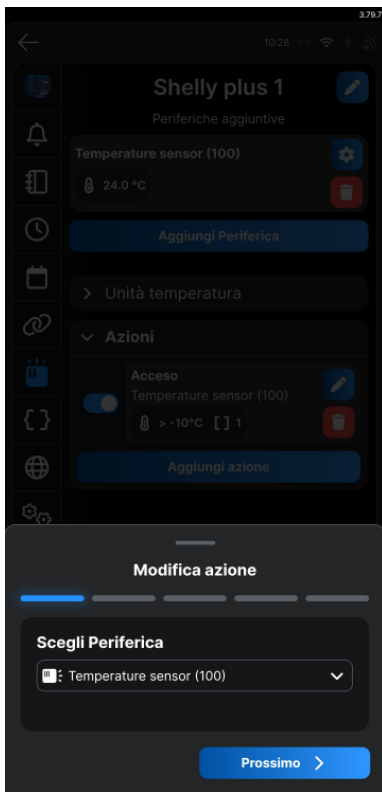 3.79.7
10:28
Shelly plus 1
Periferiche aggiuntive
Temperature sensor (100)
24.0 °C
Aggiungi Periferica
Unità temperatura
Azioni
Acceso
Temperature sensor (100)
> -10°C [ ] 1
Aggiungi azione
Modifica azione
Scegli Periferica
Temperature sensor (100)
Prossimo